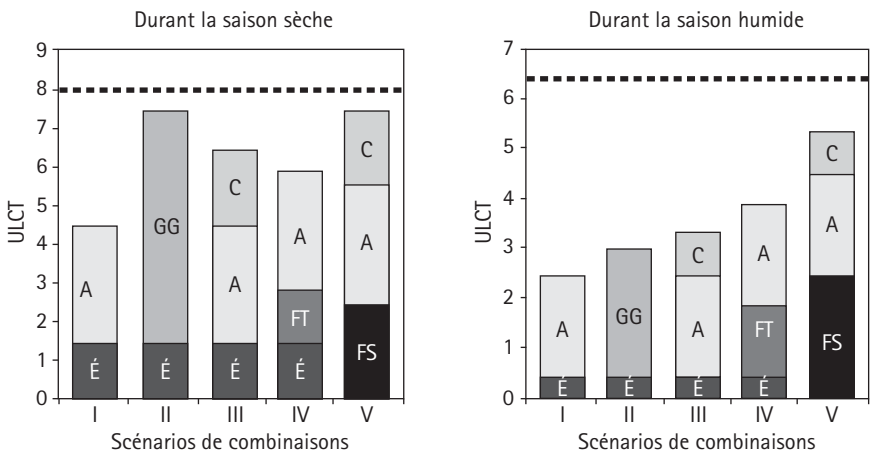 Durant la saison sèche
9
8
7
6
5
4
3
2
1
0
ULCT
A
É
GG
É
C
A
É
A
FT
É
C
A
FS
I II III IV V
Scénarios de combinaisons
Durant la saison humide
7
6
5
4
3
2
1
0
ULCT
A
É
GG
É
C
A
É
A
FT
É
C
A
FS
I II III IV V
Scénarios de combinaisons